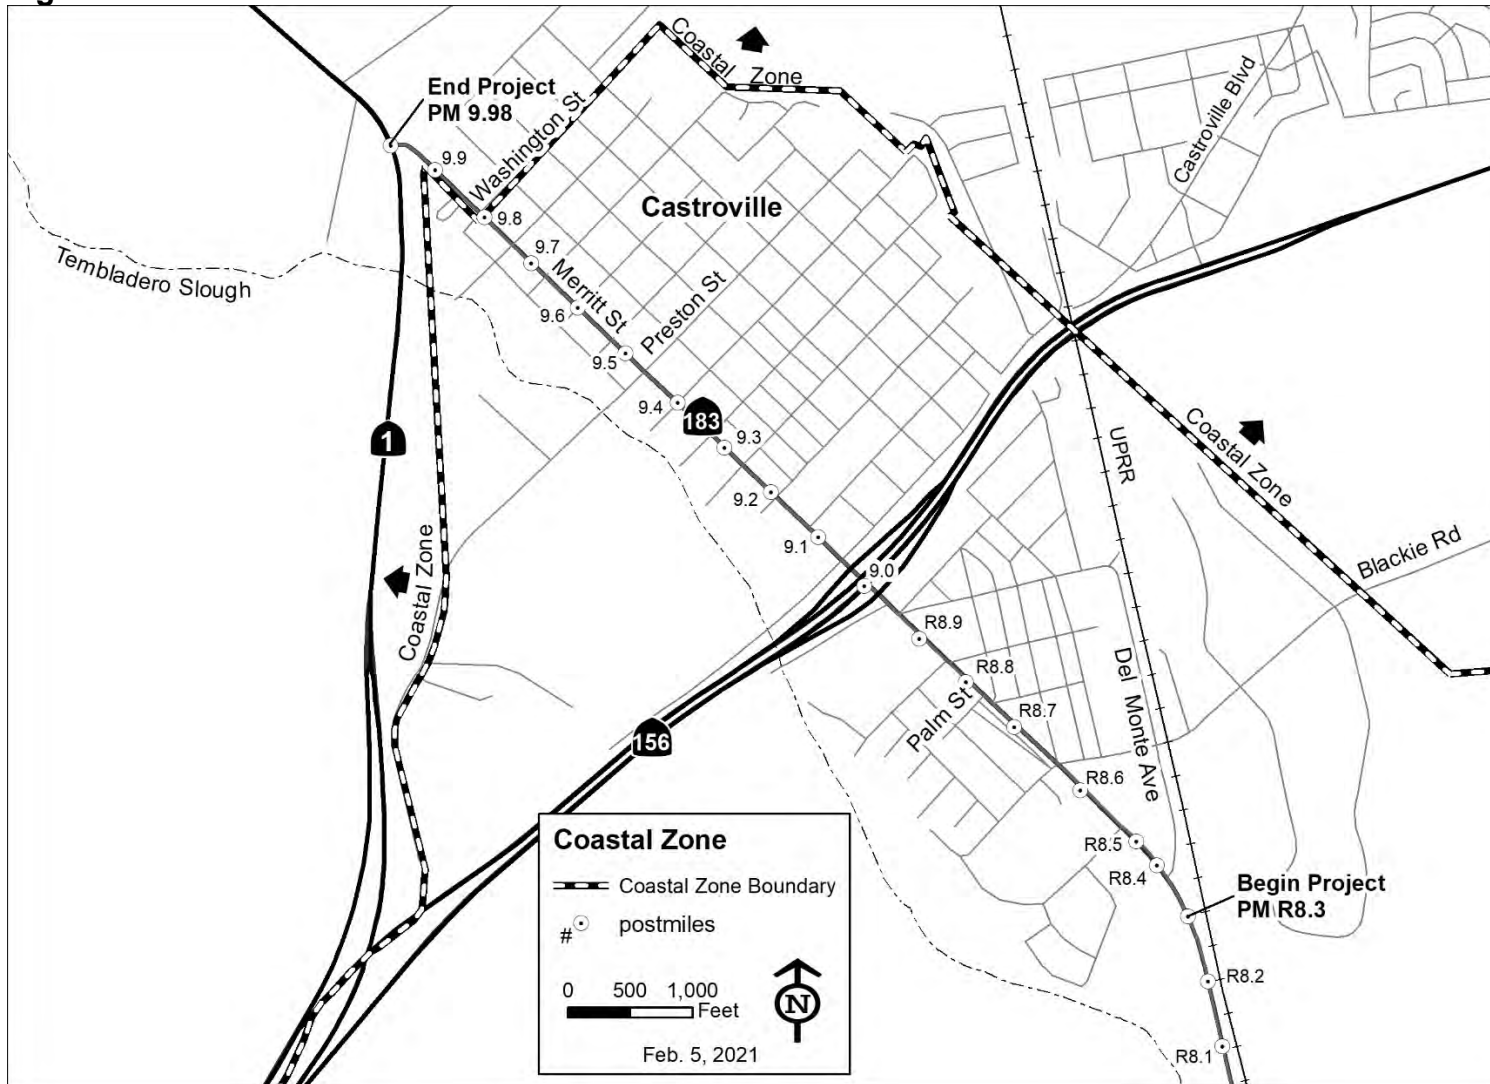 Coastal Zone
End Project
PM 9.98
Washington St
Castroville Blvd
9.9
9.8
Castroville
9.7
Tembladero Slough
Merritt St
9.6
Preston St
9.5
9.4
183
9.3
1
UPRR
Coastal Zone
9.2
9.1
Blackie Rd
Coastal Zone
9.0
R8.9
R8.8
Del Monte Ave
Palm St
R8.7
156
R8.6
R8.5
R8.4
Begin Project
PM R8.3
R8.2
R8.1
Coastal Zone
Coastal Zone Boundary
# postmiles
0 500 1,000
Feet
N
Feb. 5, 2021